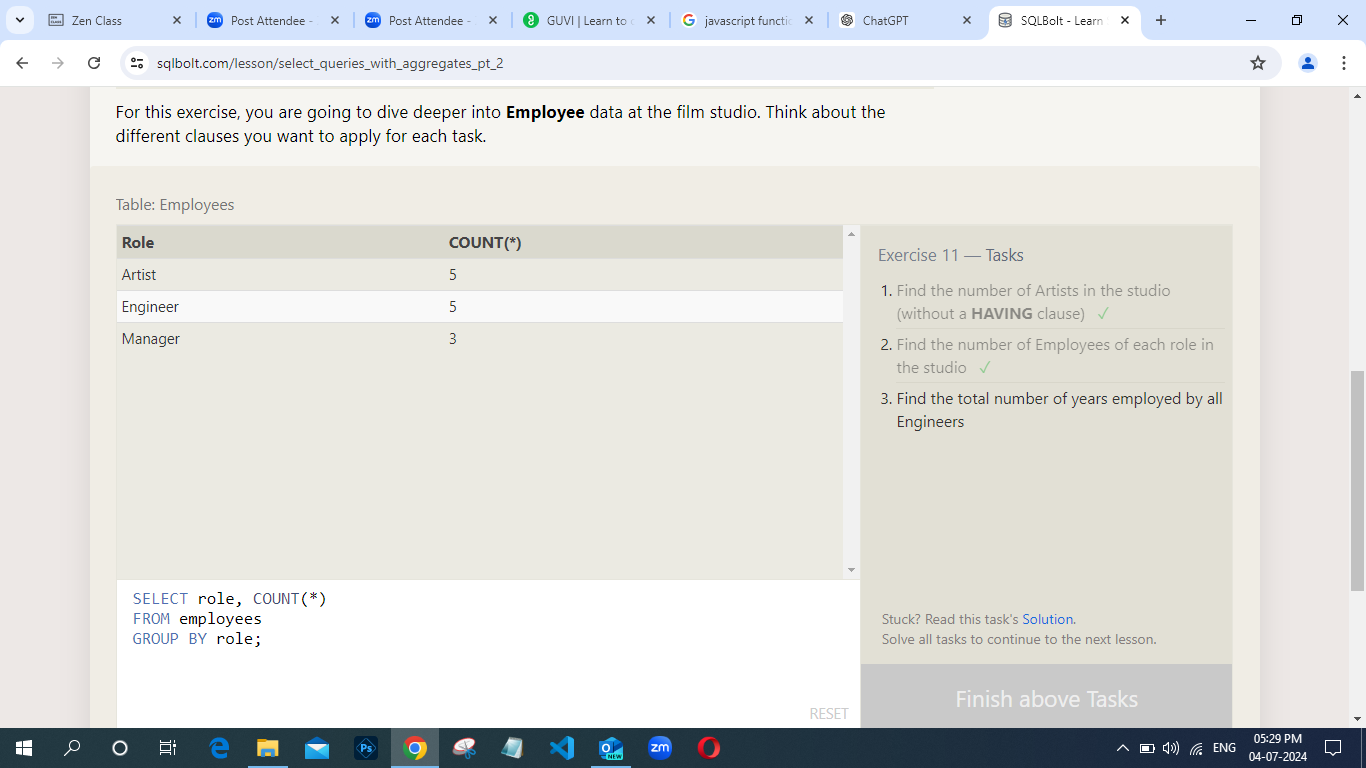 Zen Class
Post Attendee -
Post Attendee -
GUVI | Learn to c
javascript functio
ChatGPT
SQLBolt - Learn S
sqlbolt.com/lesson/select_queries_with_aggregates_pt_2
For this exercise, you are going to dive deeper into Employee data at the film studio. Think about the
different clauses you want to apply for each task.
Table: Employees
Role COUNT(*)
Artist 5
Engineer 5
Manager 3
SELECT role, COUNT(*)
FROM employees
GROUP BY role;
RESET
Exercise 11 — Tasks
1. Find the number of Artists in the studio
(without a HAVING clause) ✓
2. Find the number of Employees of each role in
the studio ✓
3. Find the total number of years employed by all
Engineers
Stuck? Read this task's Solution.
Solve all tasks to continue to the next lesson.
Finish above Tasks
ENG
05:29 PM
04-07-2024